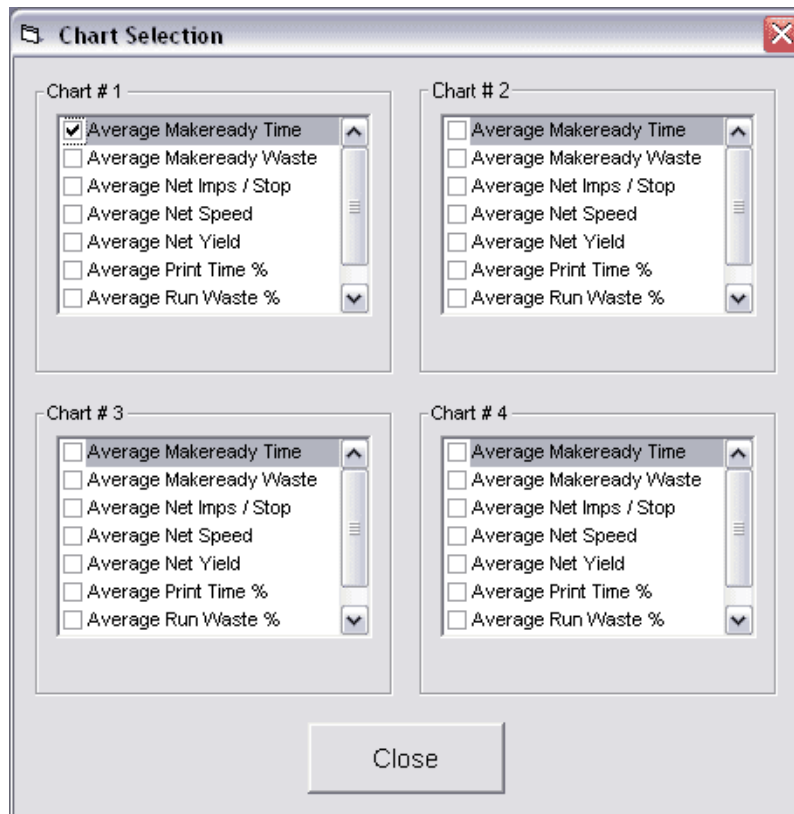 Chart Selection
Chart # 1
Average Makeready Time
Average Makeready Waste
Average Net Imps / Stop
Average Net Speed
Average Net Yield
Average Print Time %
Average Run Waste %
Chart # 2
Average Makeready Time
Average Makeready Waste
Average Net Imps / Stop
Average Net Speed
Average Net Yield
Average Print Time %
Average Run Waste %
Chart # 3
Average Makeready Time
Average Makeready Waste
Average Net Imps / Stop
Average Net Speed
Average Net Yield
Average Print Time %
Average Run Waste %
Chart # 4
Average Makeready Time
Average Makeready Waste
Average Net Imps / Stop
Average Net Speed
Average Net Yield
Average Print Time %
Average Run Waste %
Close